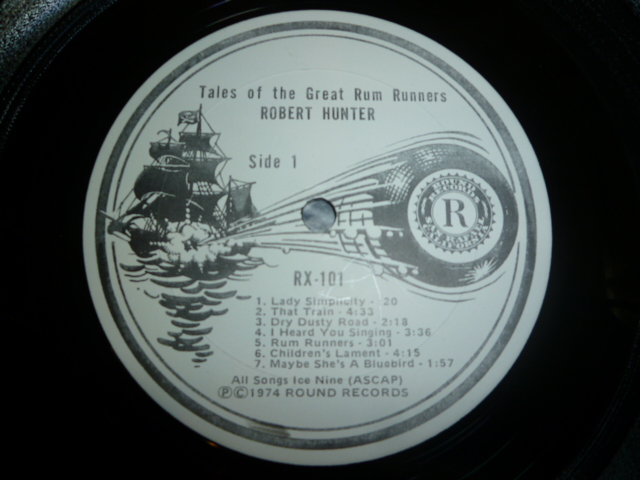 Tales of the Great Rum Runners
ROBERT HUNTER
Side 1
R
RX-101
1. Lady Simplicity - :20
2. That Train - 4:33
3. Dry Dusty Road - 2:18
4. I Heard You Singing - 3:36
5. Rum Runners - 3:01
6. Children's Lament - 4:15
7. Maybe She's A Bluebird - 1:57
All Songs Ice Nine (ASCAP)
ⓅⒸ1974 ROUND RECORDS